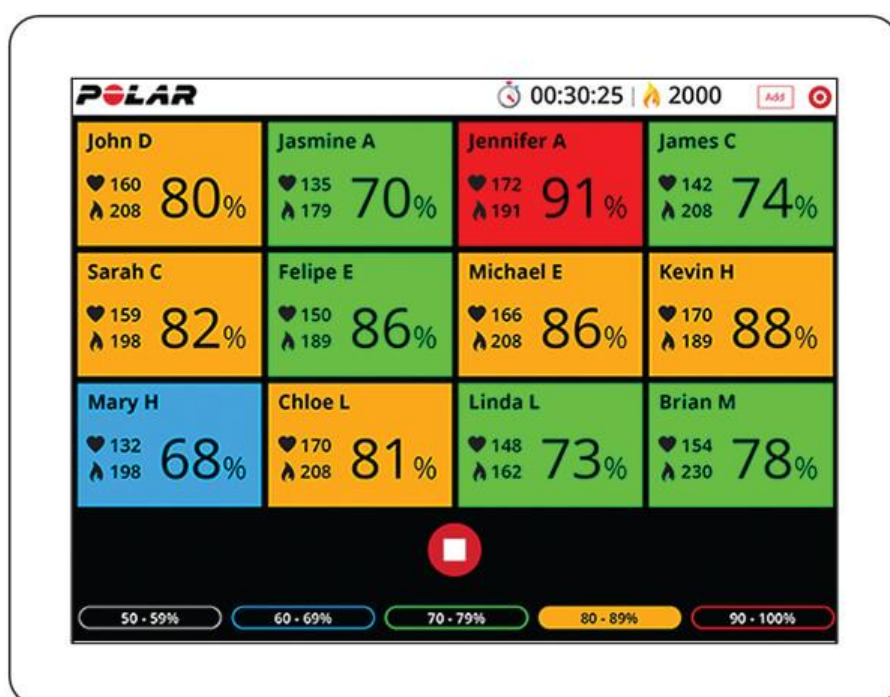 POLAR 00:30:25 | 2000 Add
John D Jasmine A Jennifer A James C
160 135 172 142
80% 70% 91% 74%
208 179 191 208
Sarah C Felipe E Michael E Kevin H
159 150 166 170
82% 86% 86% 88%
198 189 208 189
Mary H Chloe L Linda L Brian M
132 170 148 154
68% 81% 73% 78%
198 208 162 230
50 - 59% 60 - 69% 70 - 79% 80 - 89% 90 - 100%